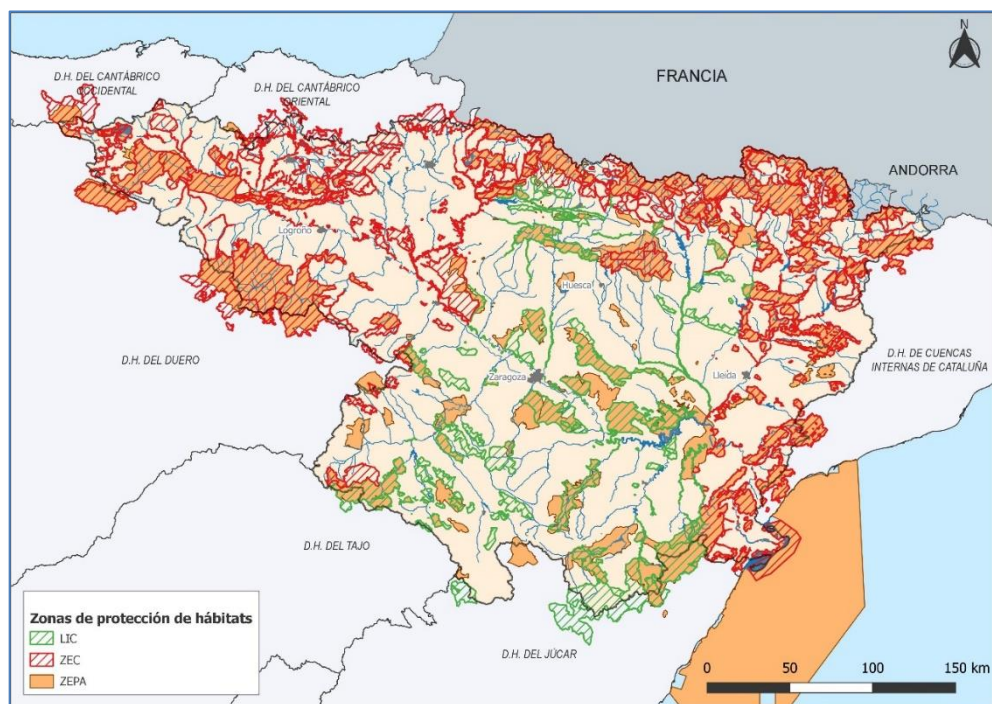 N
D.H. DEL CANTÁBRICO
OCCIDENTAL
D.H. DEL CANTÁBRICO
ORIENTAL
FRANCIA
ANDORRA
Logroño
Huesca
D.H. DEL DUERO
Zaragoza
Lleida
D.H. DE CUENCAS
INTERNAS DE CATALUÑA
D.H. DEL TAJO
D.H. DEL JÚCAR
Zonas de protección de hábitats
LIC
ZEC
ZEPA
0 50 100 150 km